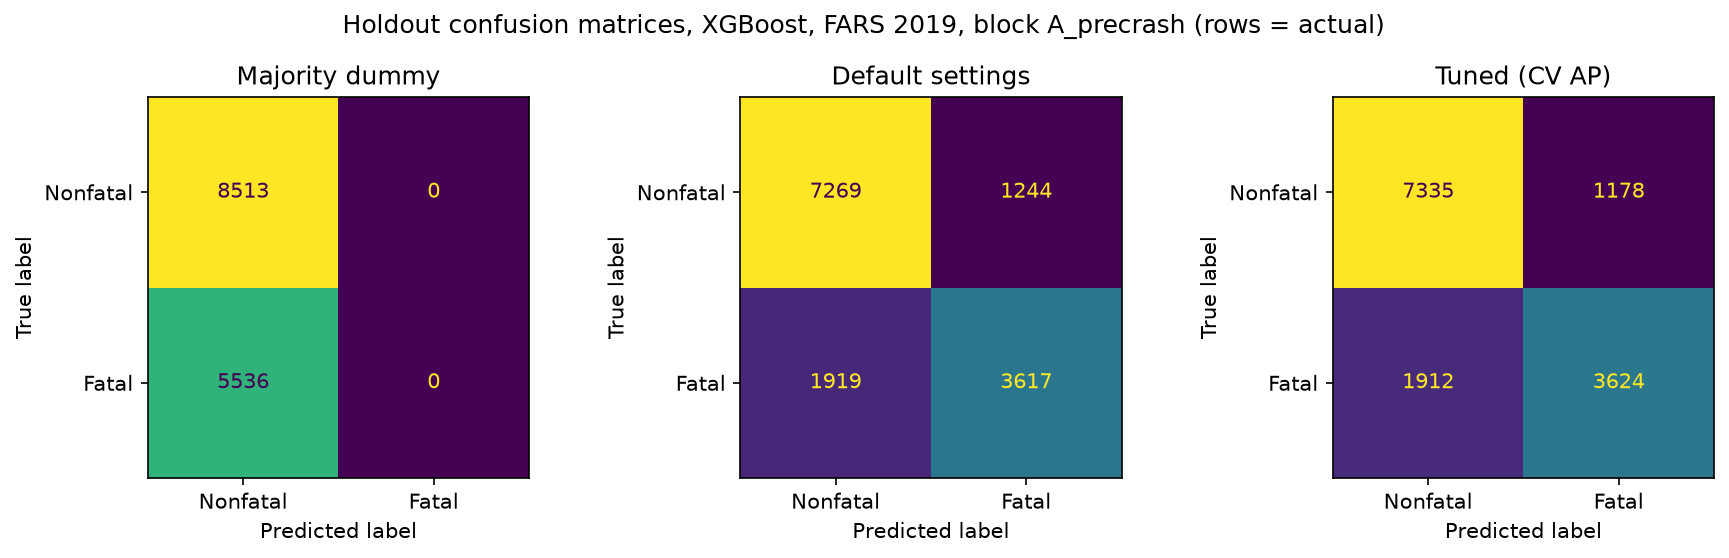 Holdout confusion matrices, XGBoost, FARS 2019, block A_precrash (rows = actual)
Majority dummy
True label
Nonfatal
8513
0
Fatal
5536
0
Nonfatal
Fatal
Predicted label
Default settings
True label
Nonfatal
7269
1244
Fatal
1919
3617
Nonfatal
Fatal
Predicted label
Tuned (CV AP)
True label
Nonfatal
7335
1178
Fatal
1912
3624
Nonfatal
Fatal
Predicted label